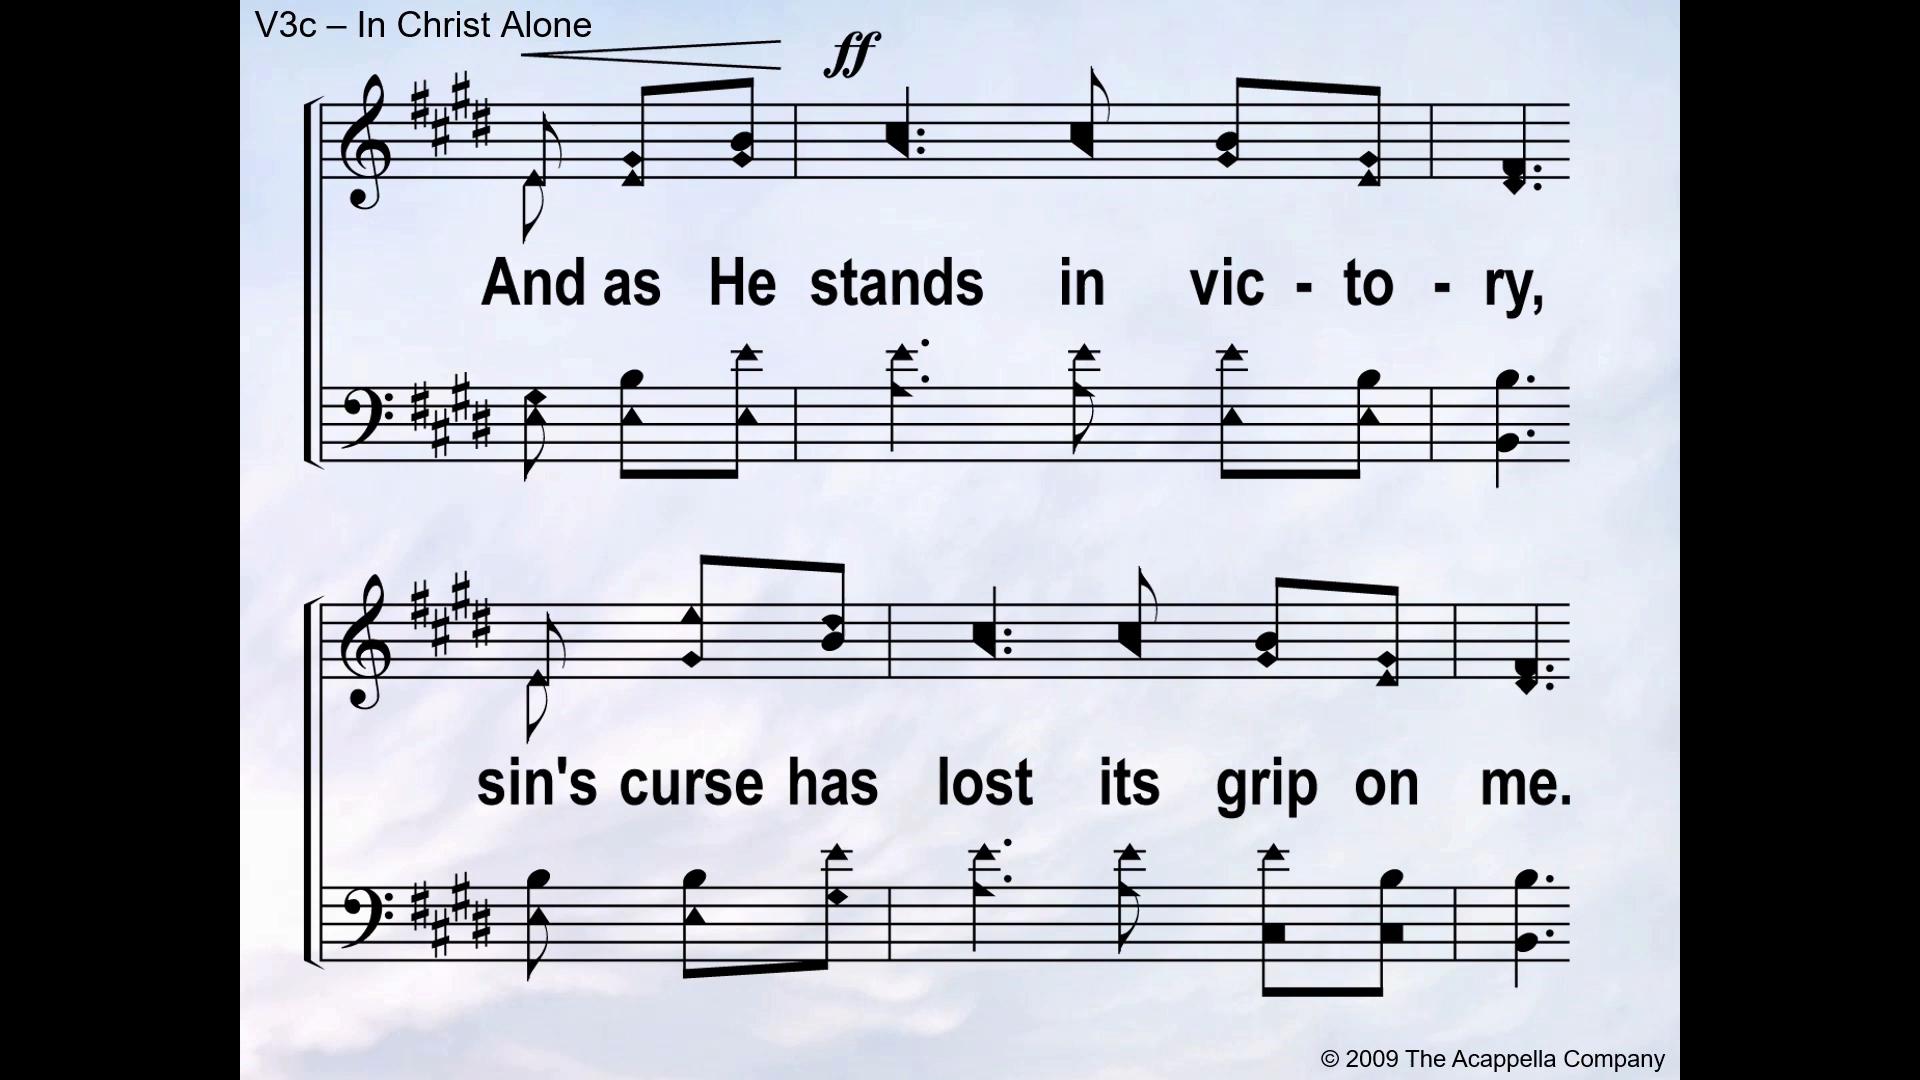 V3c – In Christ Alone
ff
And as He stands in vic - to - ry,
sin's curse has lost its grip on me.
© 2009 The Acappella Company